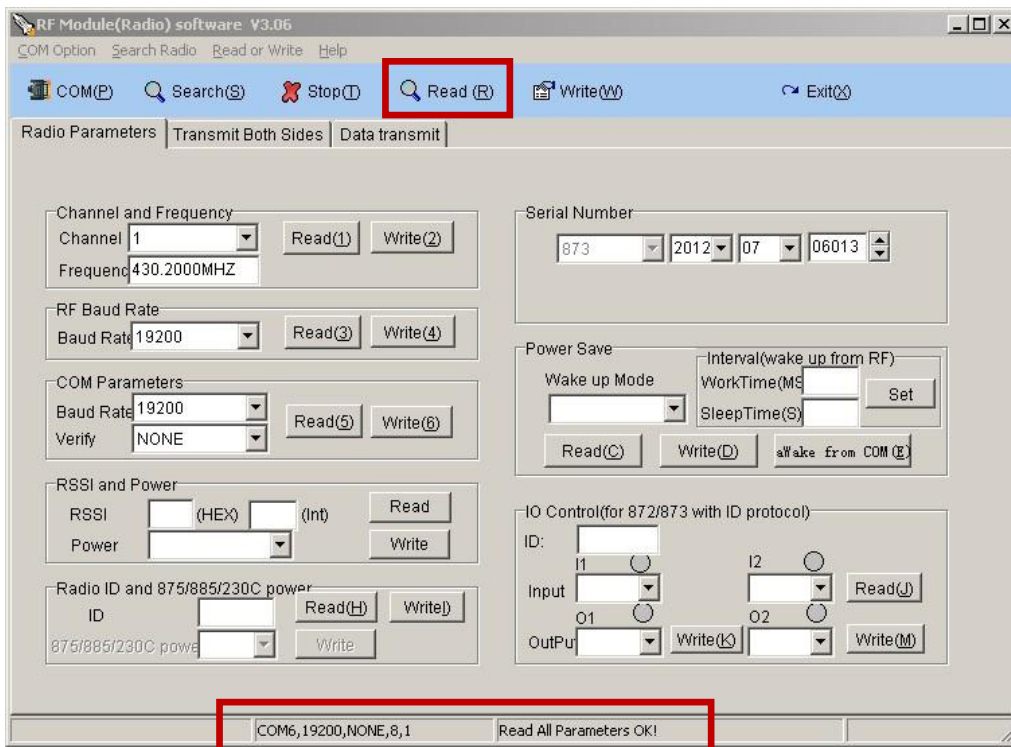 RF Module(Radio) software V3.06
COM Option Search Radio Read or Write Help
COM(P) Search(S) Stop(T) Read (R) Write(W) Exit(X)
Radio Parameters Transmit Both Sides Data transmit
Channel and Frequency
Channel 1 Read(1) Write(2)
Frequenc 430.2000MHZ
RF Baud Rate
Baud Rate 19200 Read(3) Write(4)
COM Parameters
Baud Rate 19200
Verify NONE
Read(5) Write(6)
RSSI and Power
RSSI (HEX) (Int) Read
Power Write
Radio ID and 875/885/230C power
ID Read(H) WriteI)
875/885/230C powe Write
Serial Number
873 2012 07 06013
Power Save
Wake up Mode
Interval(wake up from RF)
WorkTime(MS
SleepTime(S)
Set
Read(C) Write(D) aWake from COM(E)
IO Control(for 872/873 with ID protocol)
ID:
I1 I2
Input Read(J)
O1 O2
OutPu Write(K) Write(M)
COM6,19200,NONE,8,1 Read All Parameters OK!